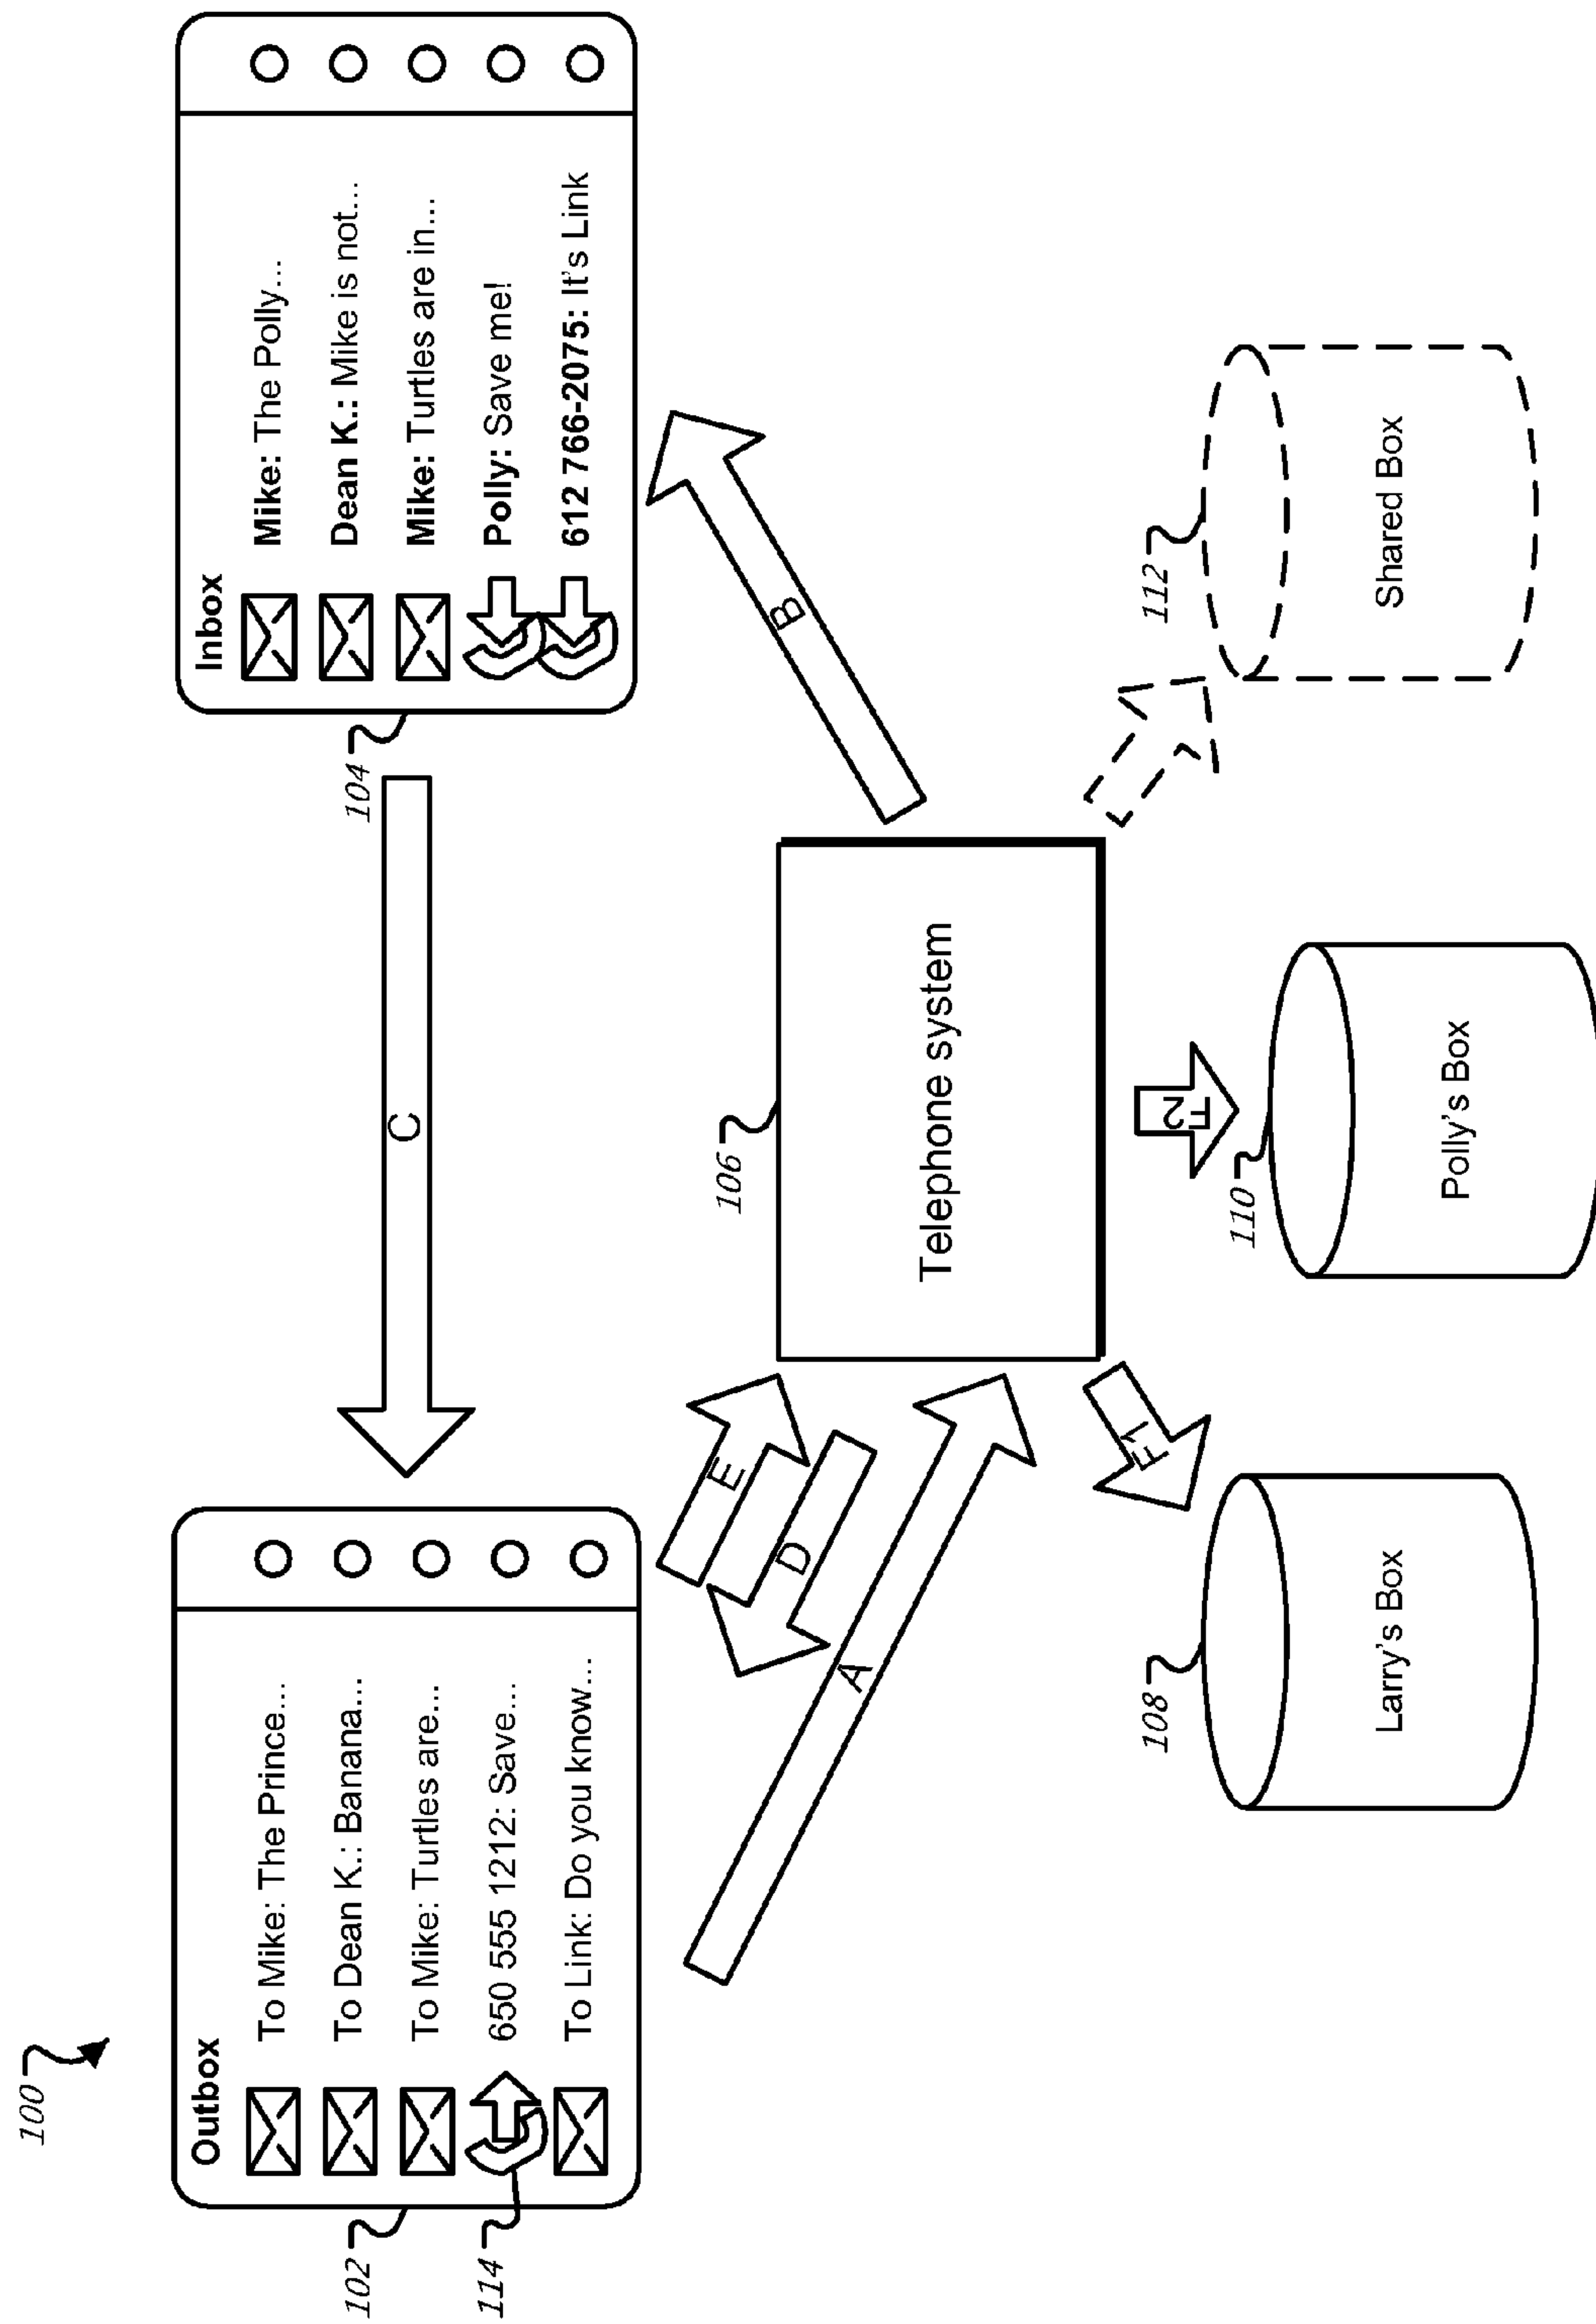 100
102
Outbox
To Mike: The Prince...
To Dean K.: Banana...
To Mike: Turtles are...
650 555 1212: Save...
To Link: Do you know...
114
C
104
Inbox
Mike: The Polly...
Dean K.: Mike is not...
Mike: Turtles are in...
Polly: Save me!
612 766-2075: It's Link
E
D
A
B
106
Telephone system
F1
F2
108
Larry's Box
110
Polly's Box
112
Shared Box